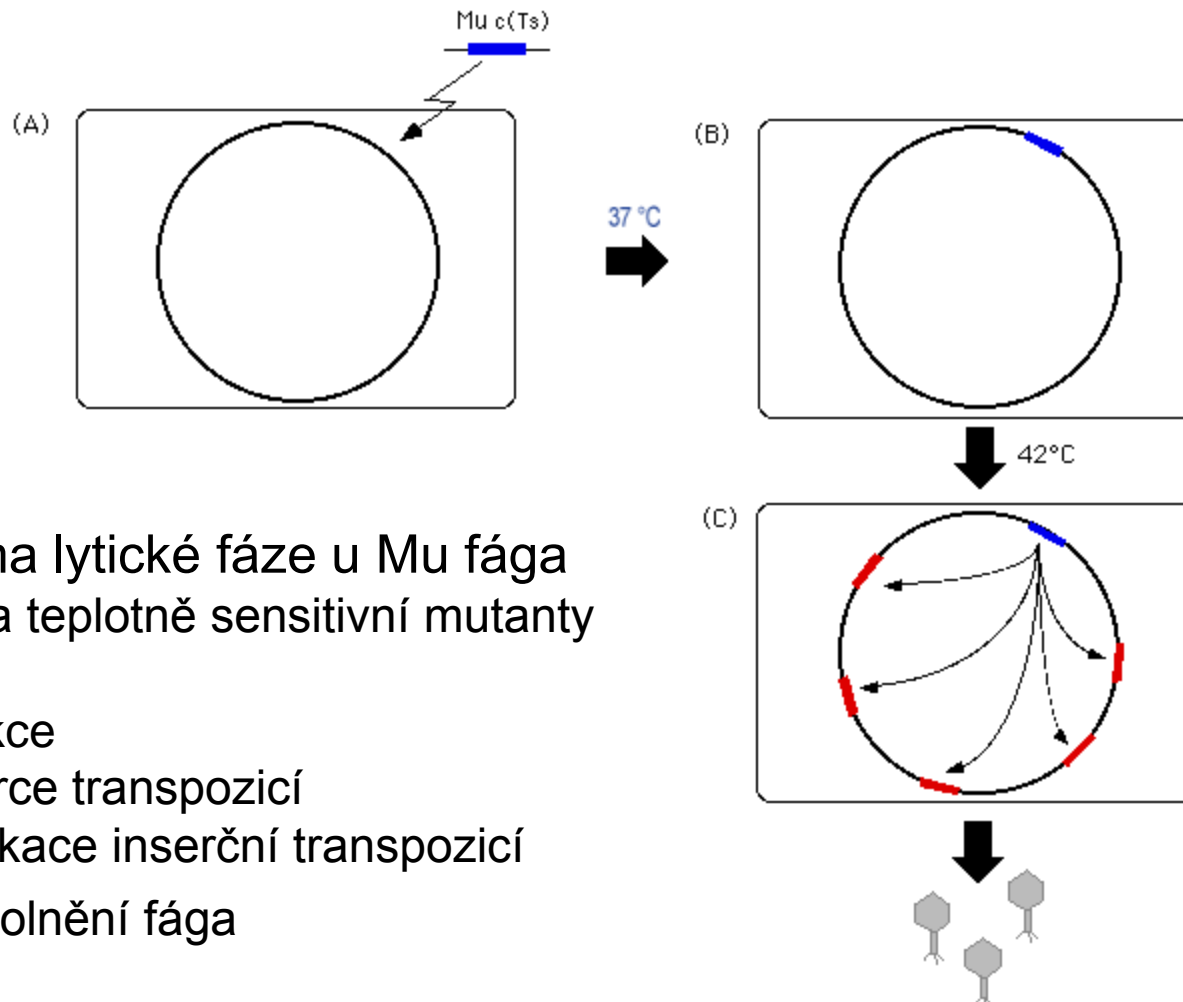 Mu c(Ts)
(A)
(B)
37 °C
42°C
(C)
na lytické fáze u Mu fága
a teplotně sensitivní mutanty
kce
rce transpozicí
kace inserční transpozicí
olnění fága